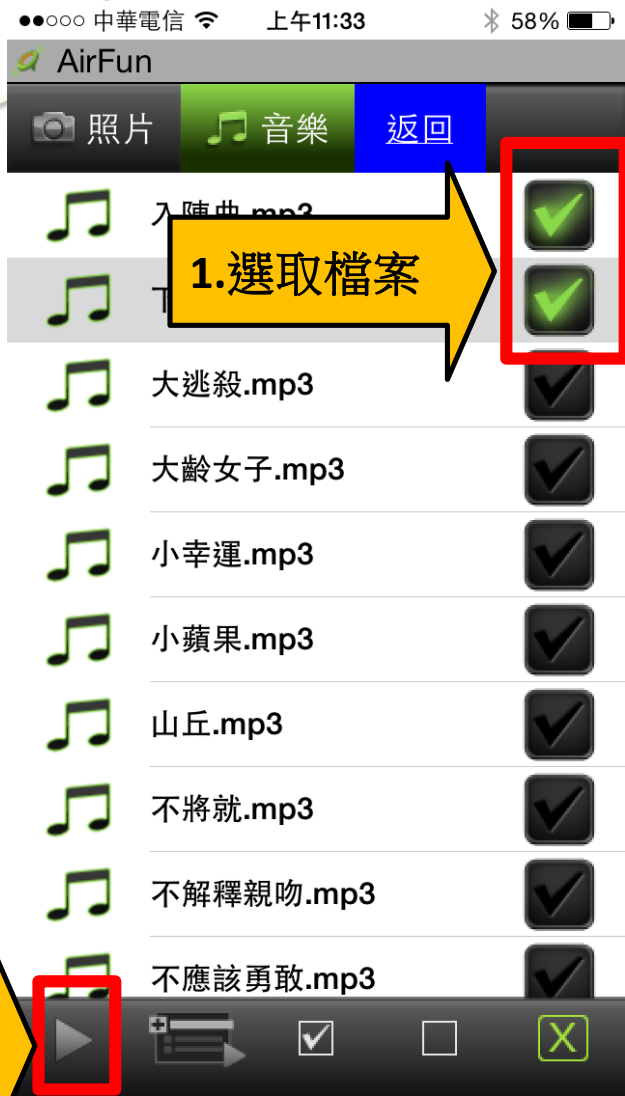 中華電信 上午11:33 58%
AirFun
照片 音樂 返回
入陣曲.mp3
1.選取檔案
大逃殺.mp3
大齡女子.mp3
小幸運.mp3
小蘋果.mp3
山丘.mp3
不將就.mp3
不解釋親吻.mp3
不應該勇敢.mp3